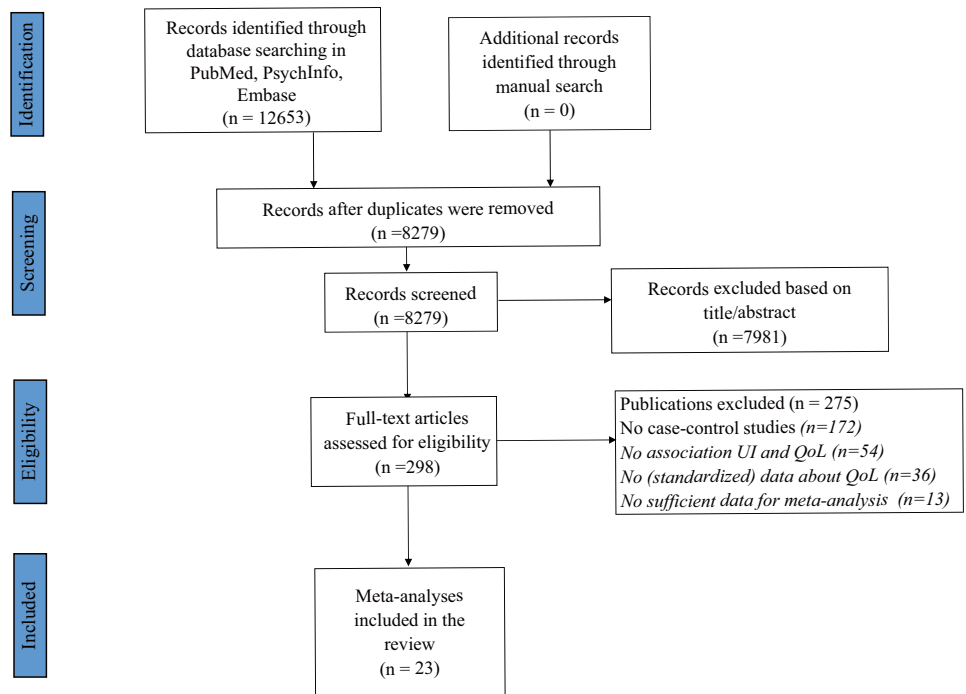 Identification
Records identified through
database searching in
PubMed, PsychInfo,
Embase
(n = 12653)
Additional records
identified through
manual search
(n = 0)
Screening
Records after duplicates were removed
(n =8279)
Records screened
(n =8279)
Records excluded based on
title/abstract
(n =7981)
Eligibility
Full-text articles
assessed for eligibility
(n =298)
Publications excluded (n = 275)
No case-control studies (n=172)
No association UI and QoL (n=54)
No (standardized) data about QoL (n=36)
No sufficient data for meta-analysis (n=13)
Included
Meta-analyses
included in the
review
(n = 23)